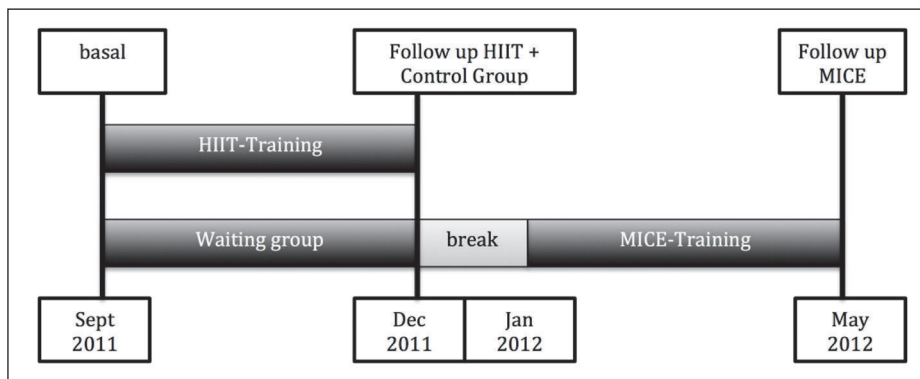 basal
Follow up HIIT +
Control Group
Follow up
MICE
HIIT-Training
Waiting group
break
MICE-Training
Sept
2011
Dec
2011
Jan
2012
May
2012